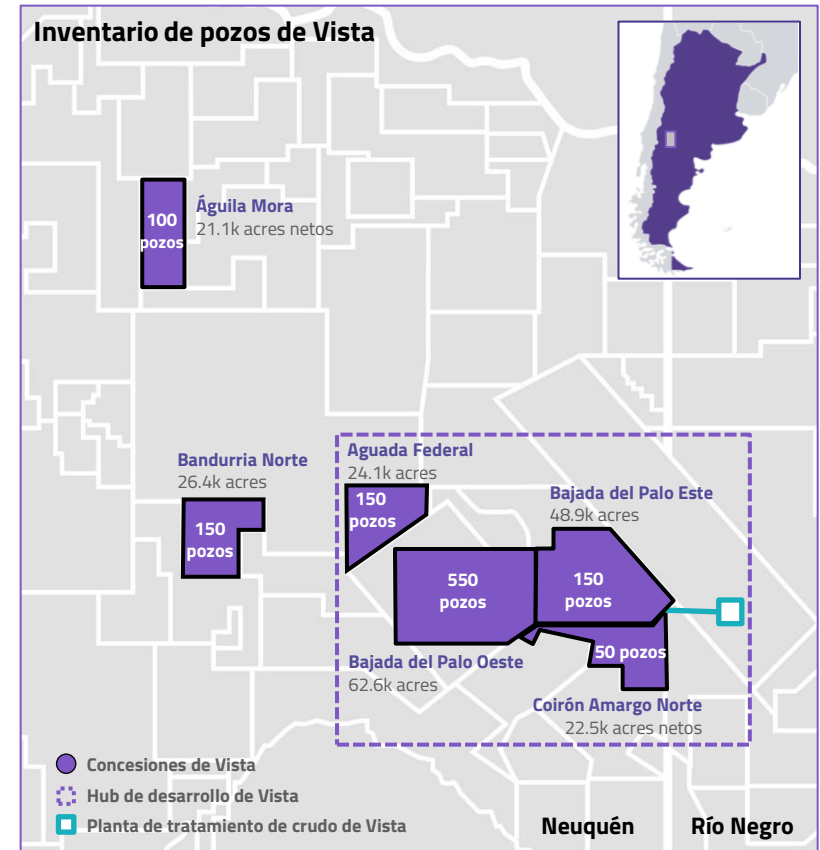 Inventario de pozos de Vista
100
pozos
Águila Mora
21.1k acres netos
Bandurria Norte
26.4k acres
150
pozos
Aguada Federal
24.1k acres
150
pozos
Bajada del Palo Este
48.9k acres
550
pozos
150
pozos
50 pozos
Bajada del Palo Oeste
62.6k acres
Coirón Amargo Norte
22.5k acres netos
Concesiones de Vista
Hub de desarrollo de Vista
Planta de tratamiento de crudo de Vista
Neuquén
Río Negro